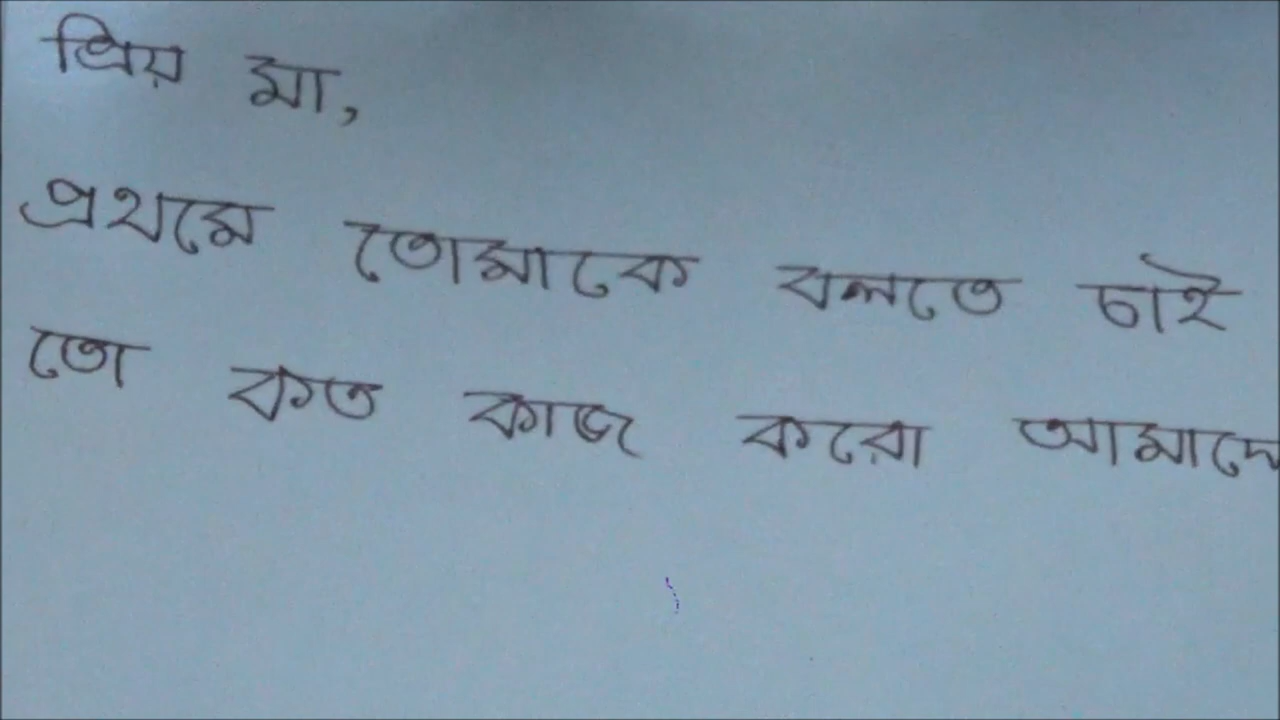 প্রিয় মা,
প্রথমে তোমাকে বলতে চাই
তো কত কাজ করো আমাদে